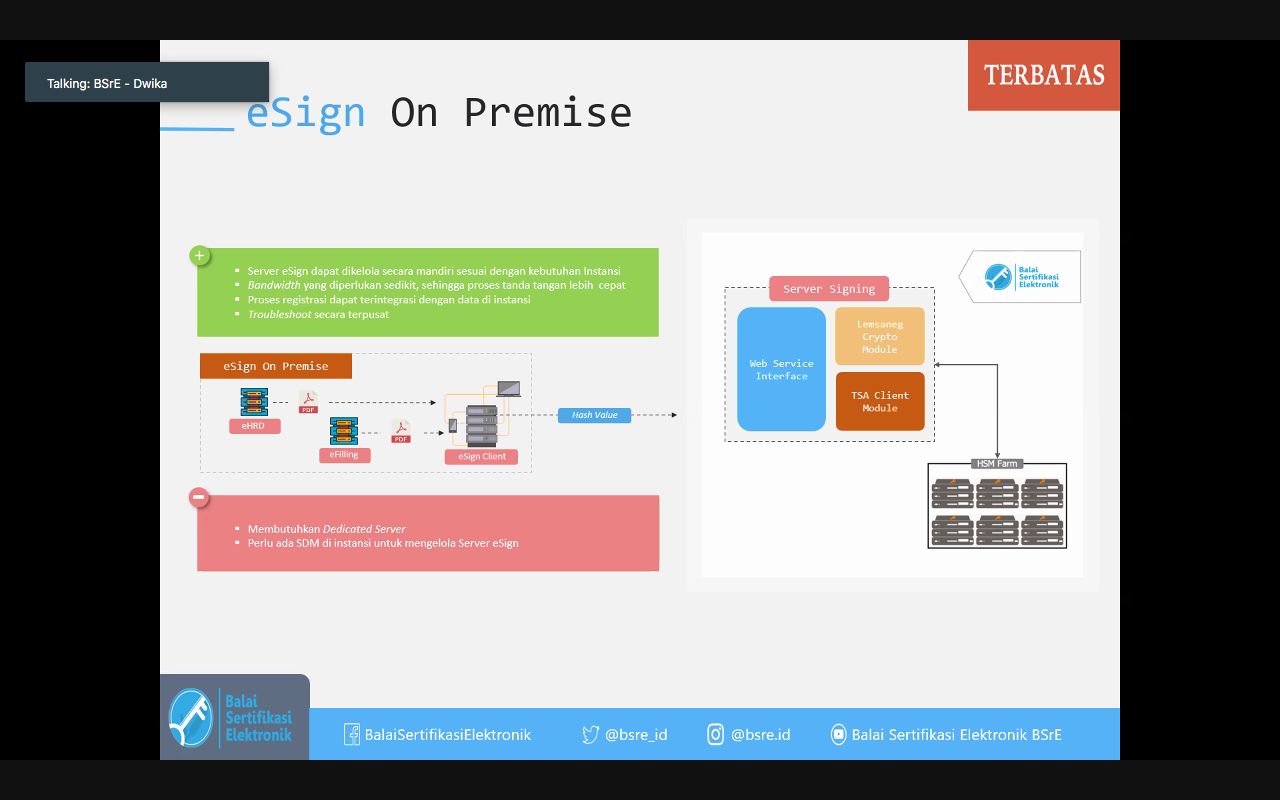 Talking: BSrE - Dwika
TERBATAS
eSign On Premise
Server eSign dapat dikelola secara mandiri sesuai dengan kebutuhan Instansi
Bandwidth yang diperlukan sedikit, sehingga proses tanda tangan lebih cepat
Proses registrasi dapat terintegrasi dengan data di instansi
Troubleshoot secara terpusat
eSign On Premise
eHRD
PDF
eFilling
PDF
eSign Client
Hash Value
Membutuhkan Dedicated Server
Perlu ada SDM di instansi untuk mengelola Server eSign
Balai
Sertifikasi
Elektronik
Server Signing
Web Service
Interface
Lemsaneg
Crypto
Module
TSA Client
Module
HSM Farm
Balai
Sertifikasi
Elektronik
BalaiSertifikasiElektronik
@bsre_id
@bsre.id
Balai Sertifikasi Elektronik BSrE